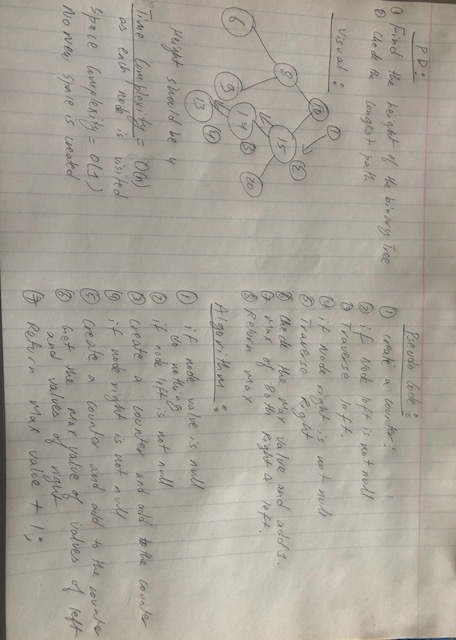 P.D:
① Find the height of the binary Tree
② Check the longest path
Visual:
10
①
8
15
②
6
9
14
③
20
13
④
Height should be 4
Time complexity = O(n)
as each node is visited
Space Complexity = O(1)
No new space is created
Pseudo Code:
① create a counter:
② if node left is not null
③ Traverse left.
④ if node right is not null
⑤ Traverse Right
⑥ Check the max value and add 1.
⑦ Max of Both Right & left.
⑧ Return Max
Algorithm:
① if node value is null
do nothing
② if node left is not null
③ create a counter and add to the counter
④ if node right is not null
⑤ create a counter and add to the counter
⑥ Get the max value of values of left
and values of right
⑦ Return max value + 1;